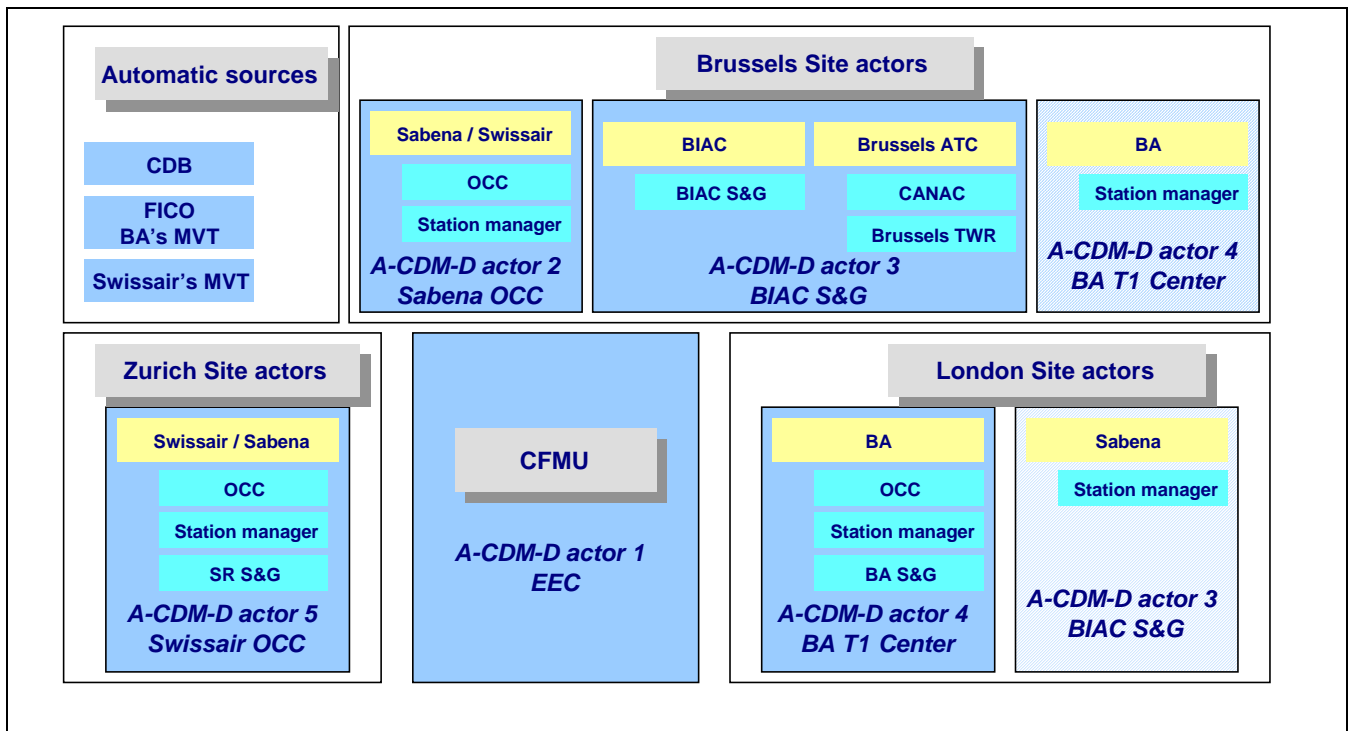 Automatic sources
CDB
FICO
BA's MVT
Swissair's MVT
Brussels Site actors
Sabena / Swissair
OCC
Station manager
A-CDM-D actor 2
Sabena OCC
BIAC
BIAC S&G
Brussels ATC
CANAC
Brussels TWR
A-CDM-D actor 3
BIAC S&G
BA
Station manager
A-CDM-D actor 4
BA T1 Center
Zurich Site actors
Swissair / Sabena
OCC
Station manager
SR S&G
A-CDM-D actor 5
Swissair OCC
CFMU
A-CDM-D actor 1
EEC
London Site actors
BA
OCC
Station manager
BA S&G
A-CDM-D actor 4
BA T1 Center
Sabena
Station manager
A-CDM-D actor 3
BIAC S&G